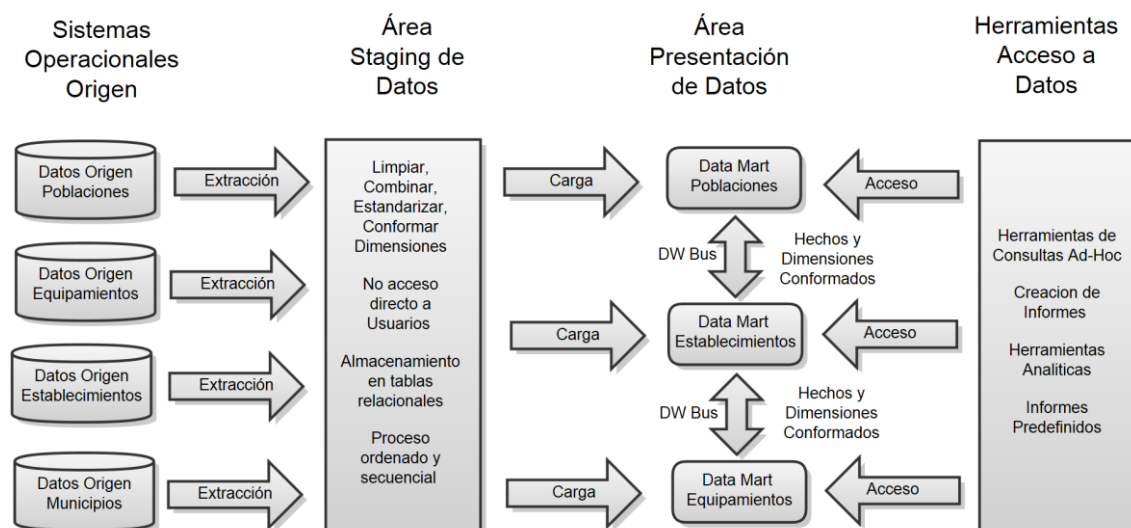 Sistemas
Operacionales
Origen
Área
Staging de
Datos
Área
Presentación
de Datos
Herramientas
Acceso a
Datos
Datos Origen
Poblaciones
Extracción
Datos Origen
Equipamientos
Extracción
Datos Origen
Establecimientos
Extracción
Datos Origen
Municipios
Extracción
Limpiar,
Combinar,
Estandarizar,
Conformar
Dimensiones
No acceso
directo a
Usuarios
Almacenamiento
en tablas
relacionales
Proceso
ordenado y
secuencial
Carga
Carga
Carga
Data Mart
Poblaciones
DW Bus
Hechos y
Dimensiones
Conformados
Data Mart
Establecimientos
DW Bus
Hechos y
Dimensiones
Conformados
Data Mart
Equipamientos
Acceso
Acceso
Acceso
Herramientas de
Consultas Ad-Hoc
Creacion de
Informes
Herramientas
Analiticas
Informes
Predefinidos